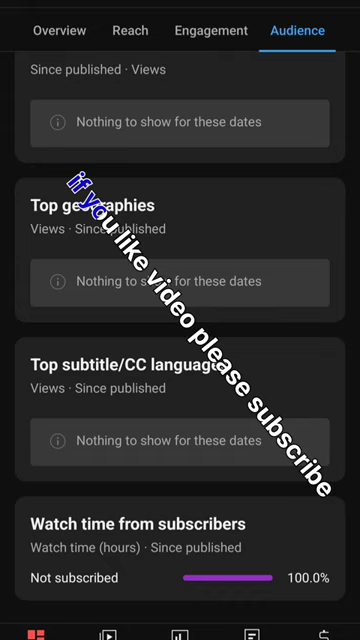 Overview Reach Engagement Audience
Since published · Views
Nothing to show for these dates
Top geographies
Views · Since published
Nothing to show for these dates
Top subtitle/CC languages
Views · Since published
Nothing to show for these dates
if you like video please subscribe
Watch time from subscribers
Watch time (hours) · Since published
Not subscribed 100.0%